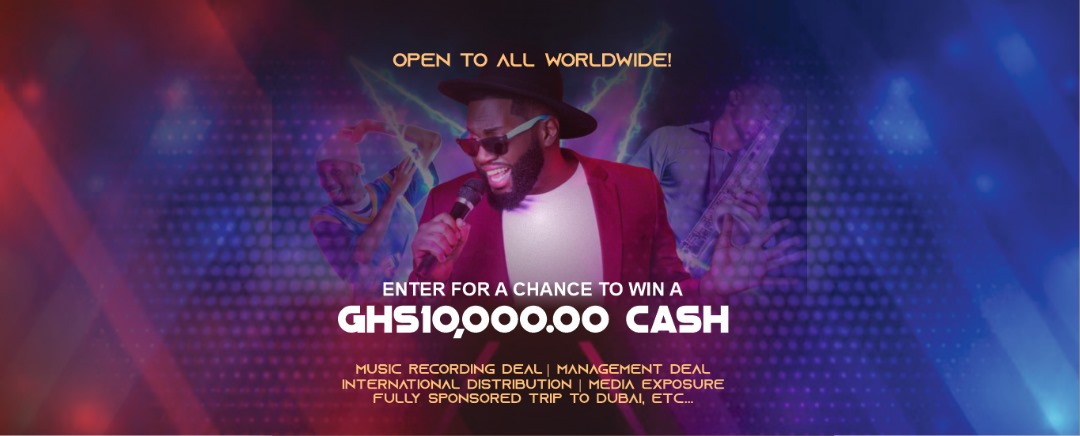 OPEN TO ALL WORLDWIDE!
ENTER FOR A CHANCE TO WIN A
GHS10,000.00 CASH
MUSIC RECORDING DEAL | MANAGEMENT DEAL
INTERNATIONAL DISTRIBUTION | MEDIA EXPOSURE
FULLY SPONSORED TRIP TO DUBAI, ETC...